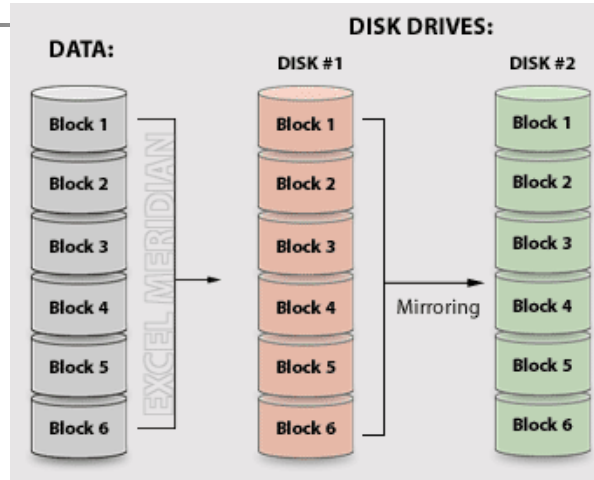 DATA:
DISK DRIVES:
DISK #1
DISK #2
Block 1
Block 2
Block 3
Block 4
Block 5
Block 6
EXCEL MERIDIAN
Block 1
Block 2
Block 3
Block 4
Block 5
Block 6
Mirroring
Block 1
Block 2
Block 3
Block 4
Block 5
Block 6